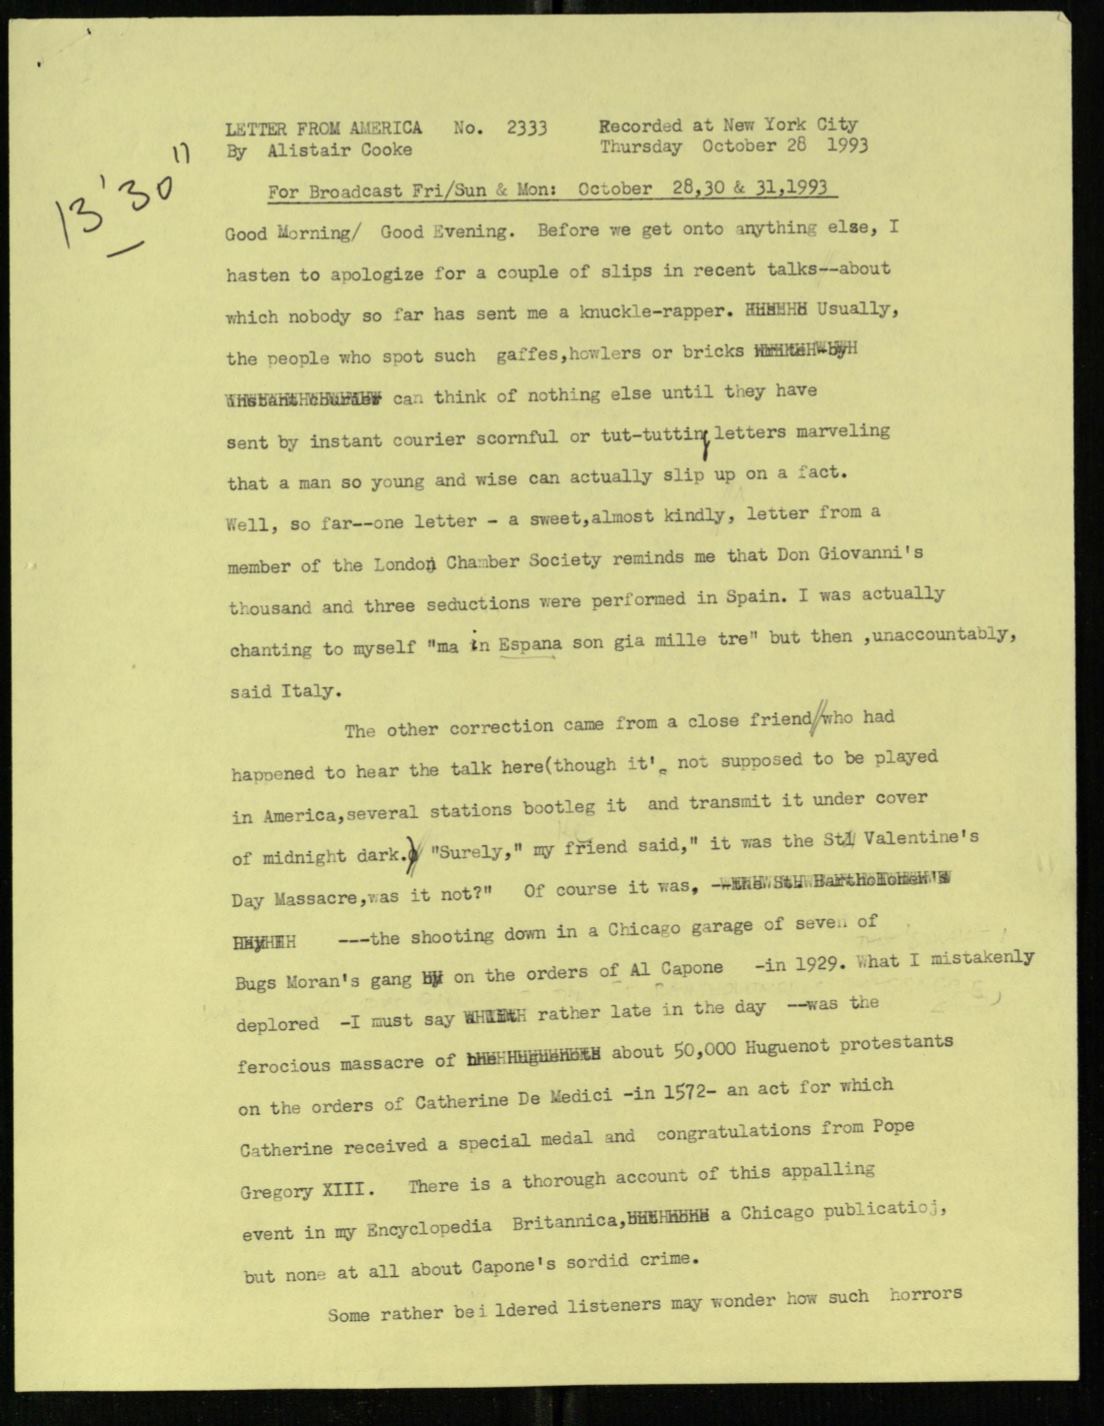 LETTER FROM AMERICA No. 2333 Recorded at New York City
By Alistair Cooke Thursday October 28 1993
13'30"
For Broadcast Fri/Sun & Mon: October 28,30 & 31,1993
Good Morning/ Good Evening. Before we get onto anything else, I
hasten to apologize for a couple of slips in recent talks--about
which nobody so far has sent me a knuckle-rapper. Usually,
the people who spot such gaffes,howlers or bricks
instant courier can think of nothing else until they have
sent by instant courier scornful or tut-tutting letters marveling
that a man so young and wise can actually slip up on a fact.
Well, so far--one letter - a sweet,almost kindly, letter from a
member of the London Chamber Society reminds me that Don Giovanni's
thousand and three seductions were performed in Spain. I was actually
chanting to myself "ma in Espana son gia mille tre" but then ,unaccountably,
said Italy.
The other correction came from a close friend//who had
happened to hear the talk here(though it's not supposed to be played
in America,several stations bootleg it and transmit it under cover
of midnight dark.) "Surely," my friend said," it was the St. Valentine's
Day Massacre,was it not?" Of course it was, --the St. Bartholomew's
Day ---the shooting down in a Chicago garage of seven of
Bugs Moran's gang by on the orders of Al Capone -in 1929. What I mistakenly
deplored -I must say rather late in the day --was the
ferocious massacre of the Huguenots about 50,000 Huguenot protestants
on the orders of Catherine De Medici -in 1572- an act for which
Catherine received a special medal and congratulations from Pope
Gregory XIII. There is a thorough account of this appalling
event in my Encyclopedia Britannica,but none a Chicago publicatioj,
but none at all about Capone's sordid crime.
Some rather bei ldered listeners may wonder how such horrors